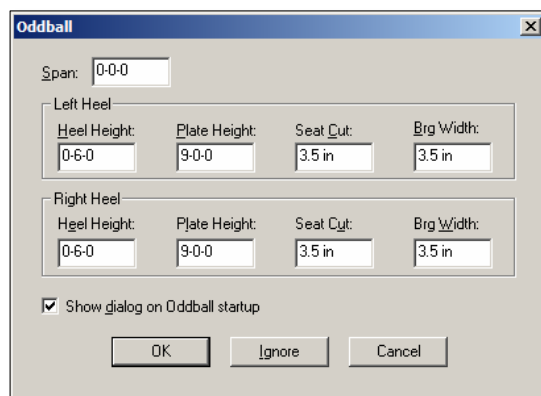 Oddball
Span: 0-0-0
Left Heel
Heel Height: Plate Height: Seat Cut: Brg Width:
0-6-0 9-0-0 3.5 in 3.5 in
Right Heel
Heel Height: Plate Height: Seat Cut: Brg Width:
0-6-0 9-0-0 3.5 in 3.5 in
Show dialog on Oddball startup
OK Ignore Cancel